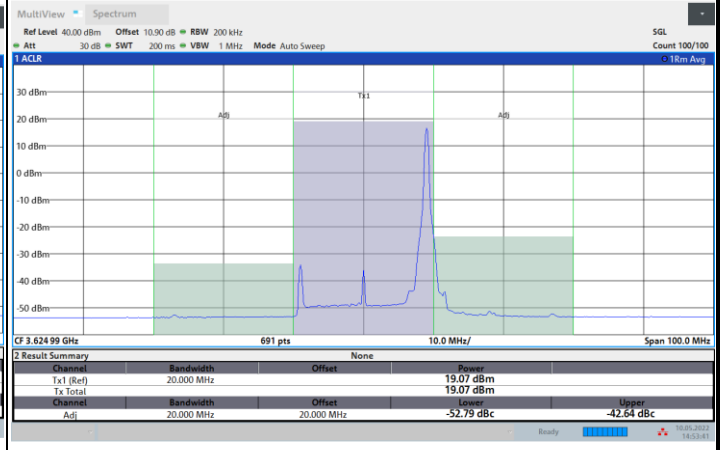 MultiView Spectrum
Ref Level 40.00 dBm Offset 10.90 dB RBW 200 kHz SGL
Att 30 dB SWT 200 ms VBW 1 MHz Mode Auto Sweep Count 100/100
1 ACLR 1Rm Avg
30 dBm
Tx1
20 dBm
Adj Adj
10 dBm
0 dBm
-10 dBm
-20 dBm
-30 dBm
-40 dBm
-50 dBm
CF 3.624 99 GHz 691 pts 10.0 MHz/ Span 100.0 MHz
2 Result Summary None
Channel Bandwidth Offset Power
Tx1 (Ref) 20.000 MHz 19.07 dBm
Tx Total 19.07 dBm
Channel Bandwidth Offset Lower Upper
Adj 20.000 MHz 20.000 MHz -52.79 dBc -42.64 dBc
Ready 10.05.2022
14:53:41